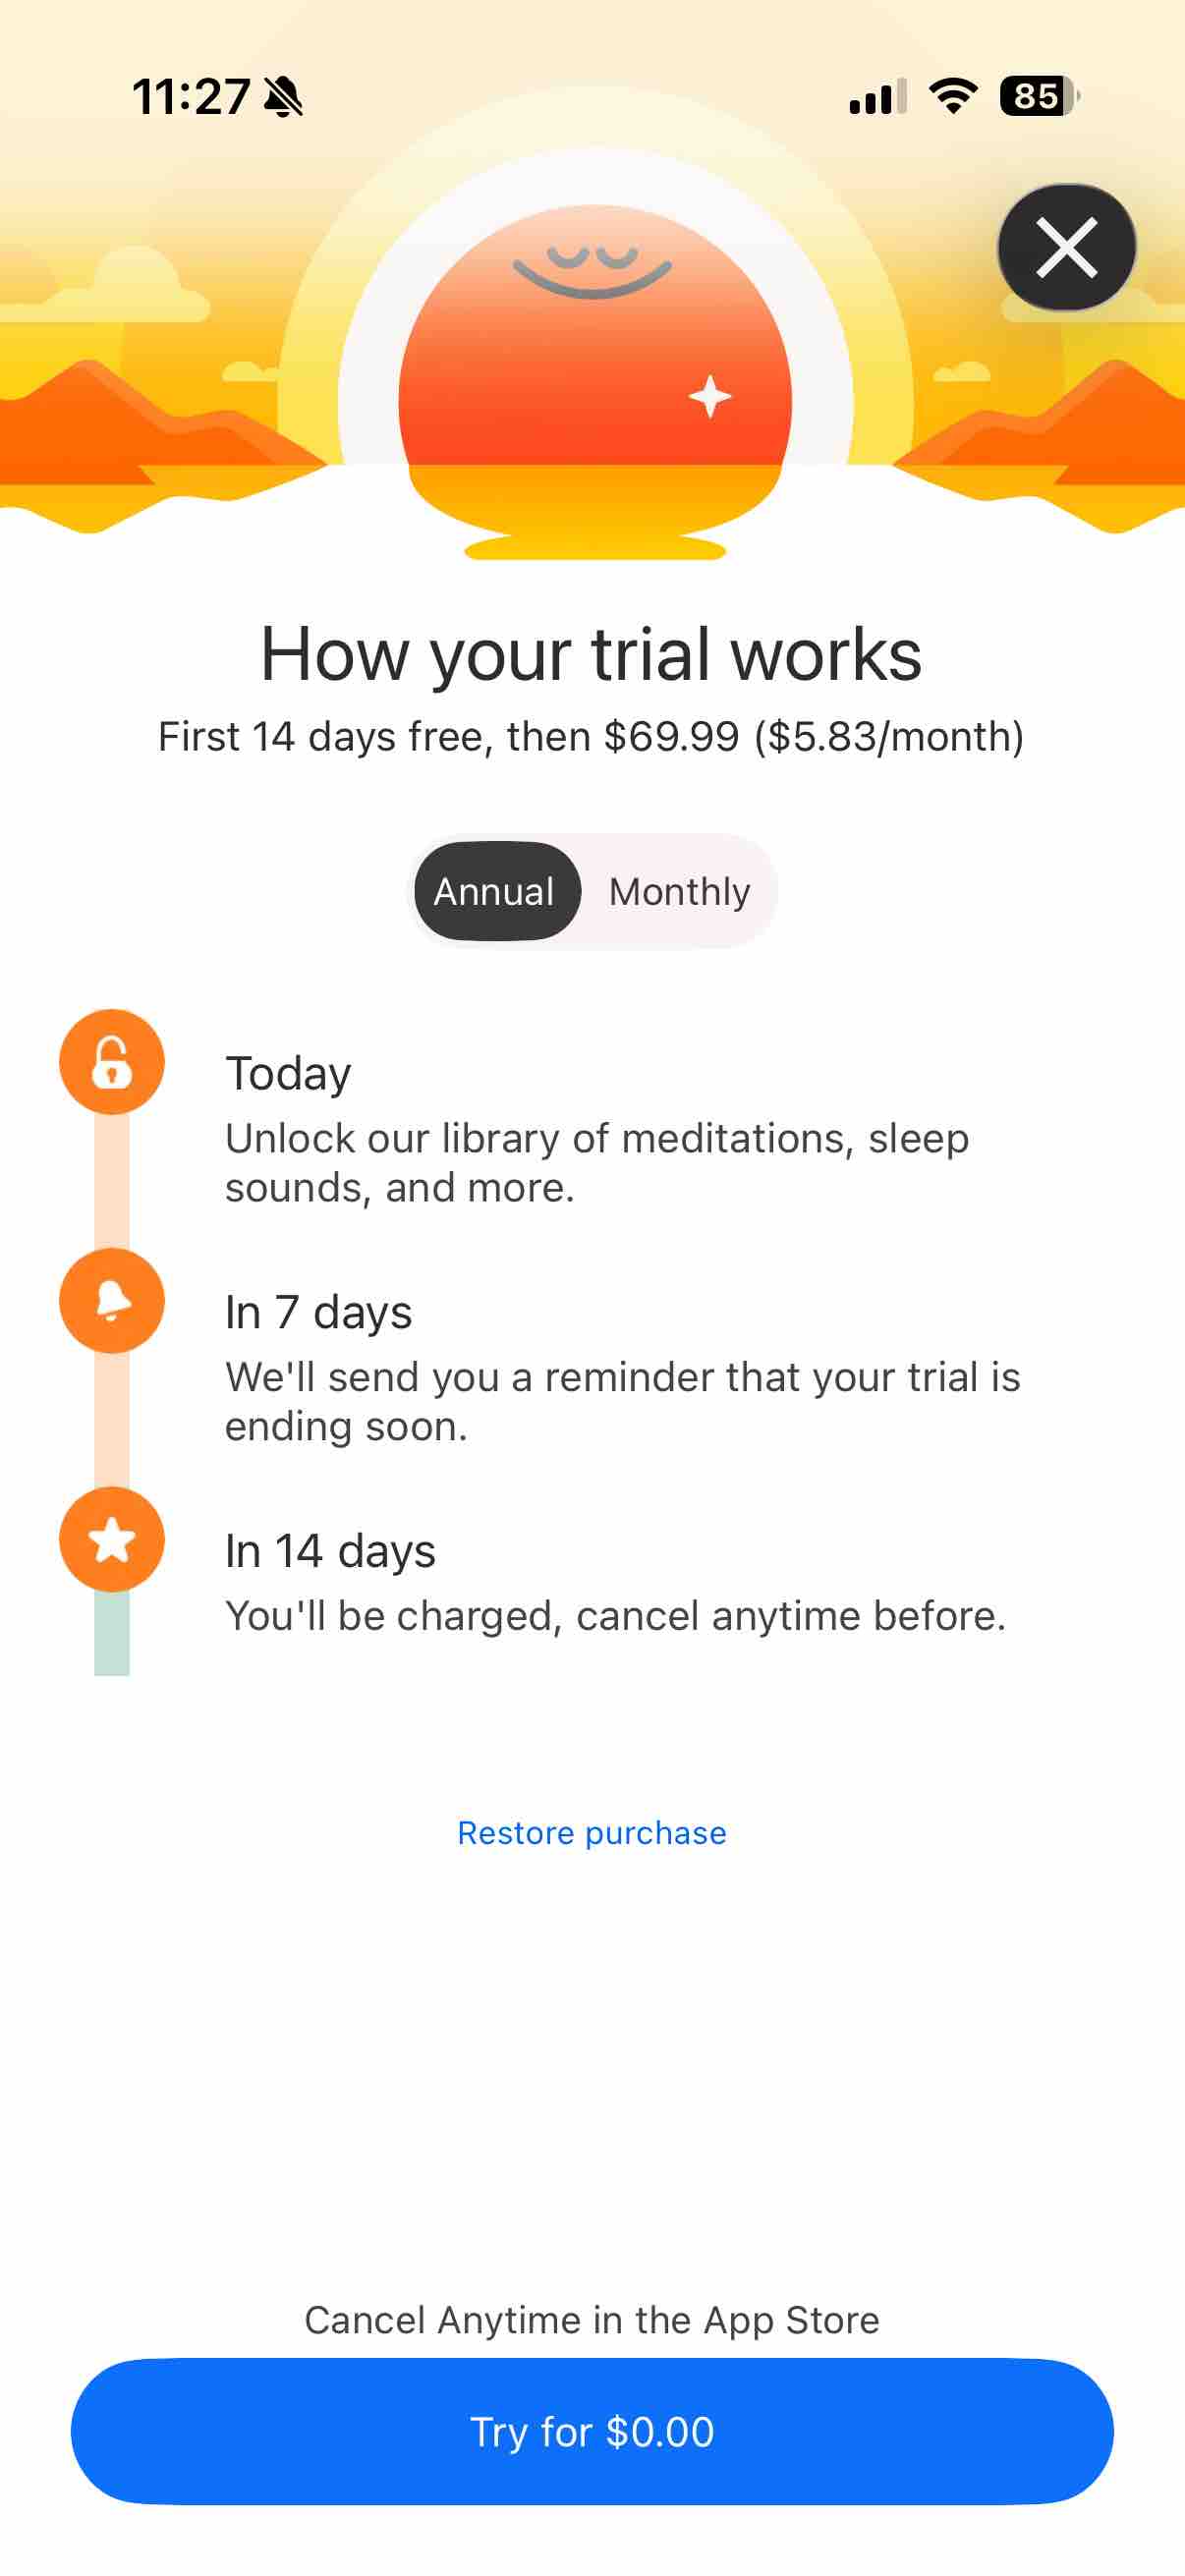 11:27
85
How your trial works
First 14 days free, then $69.99 ($5.83/month)
Annual Monthly
Today
Unlock our library of meditations, sleep
sounds, and more.
In 7 days
We'll send you a reminder that your trial is
ending soon.
In 14 days
You'll be charged, cancel anytime before.
Restore purchase
Cancel Anytime in the App Store
Try for $0.00